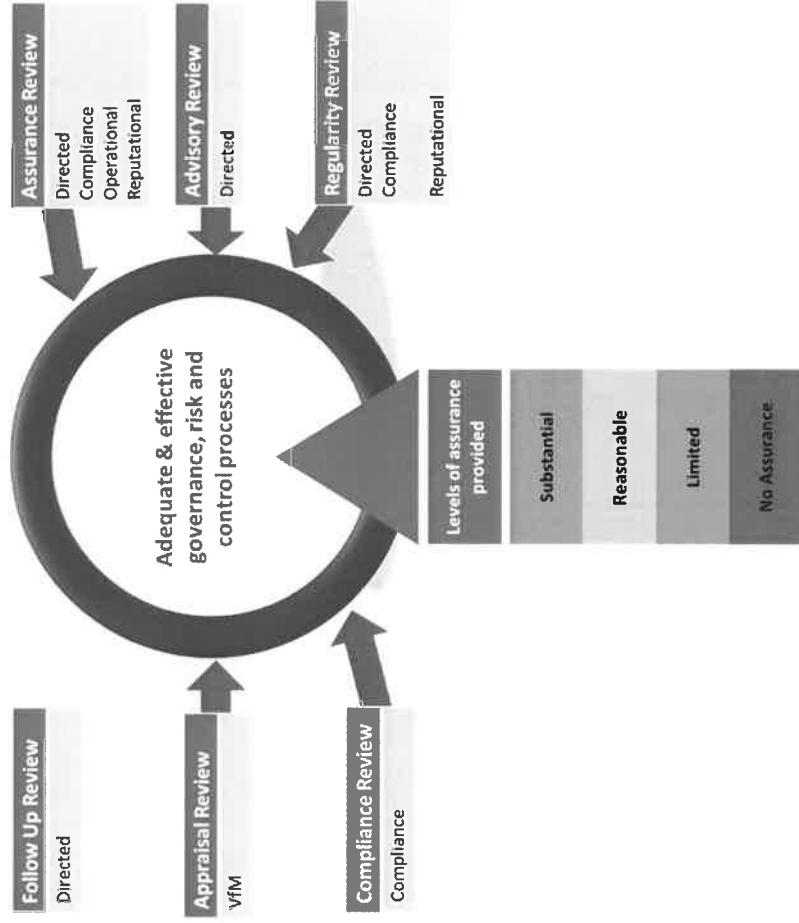 Follow Up Review
Directed
Appraisal Review
VfM
Compliance Review
Compliance
Adequate & effective
governance, risk and
control processes
Assurance Review
Directed
Compliance
Operational
Reputational
Advisory Review
Directed
Regularity Review
Directed
Compliance
Reputational
Levels of assurance
provided
Substantial
Reasonable
Limited
No Assurance